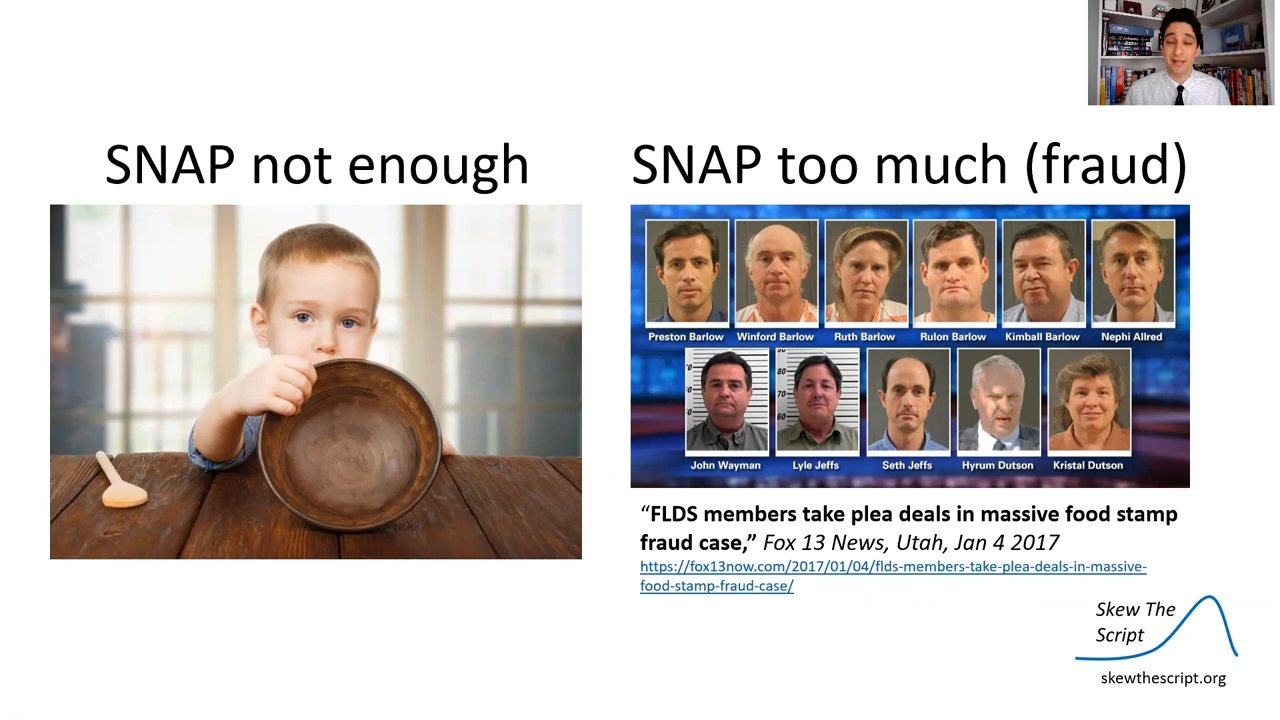 SNAP not enough
SNAP too much (fraud)
Preston Barlow
Winford Barlow
Ruth Barlow
Rulon Barlow
Kimball Barlow
Nephi Allred
John Wayman
Lyle Jeffs
Seth Jeffs
Hyrum Dutson
Kristal Dutson
“FLDS members take plea deals in massive food stamp
fraud case,” Fox 13 News, Utah, Jan 4 2017
https://fox13now.com/2017/01/04/flds-members-take-plea-deals-in-massive-
food-stamp-fraud-case/
Skew The
Script
skewthescript.org